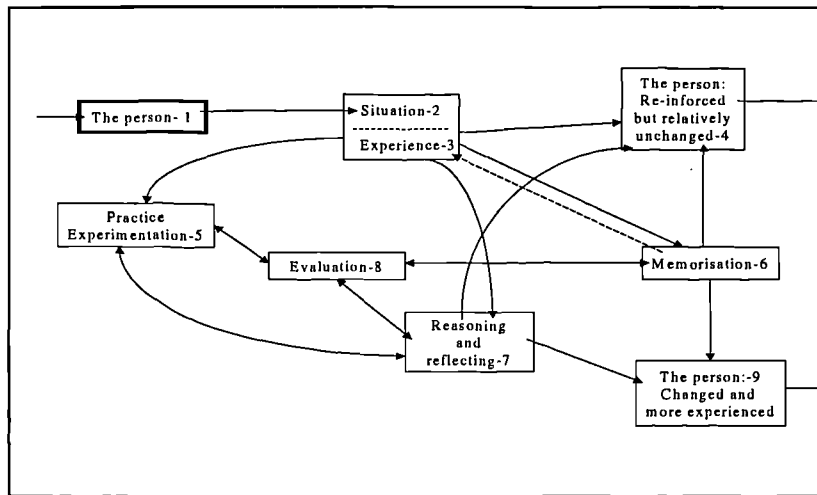 The person- 1
Situation-2
Experience-3
The person:
Re-inforced
but relatively
unchanged-4
Practice
Experimentation-5
Evaluation-8
Memorisation-6
Reasoning
and
reflecting-7
The person:-9
Changed and
more experienced